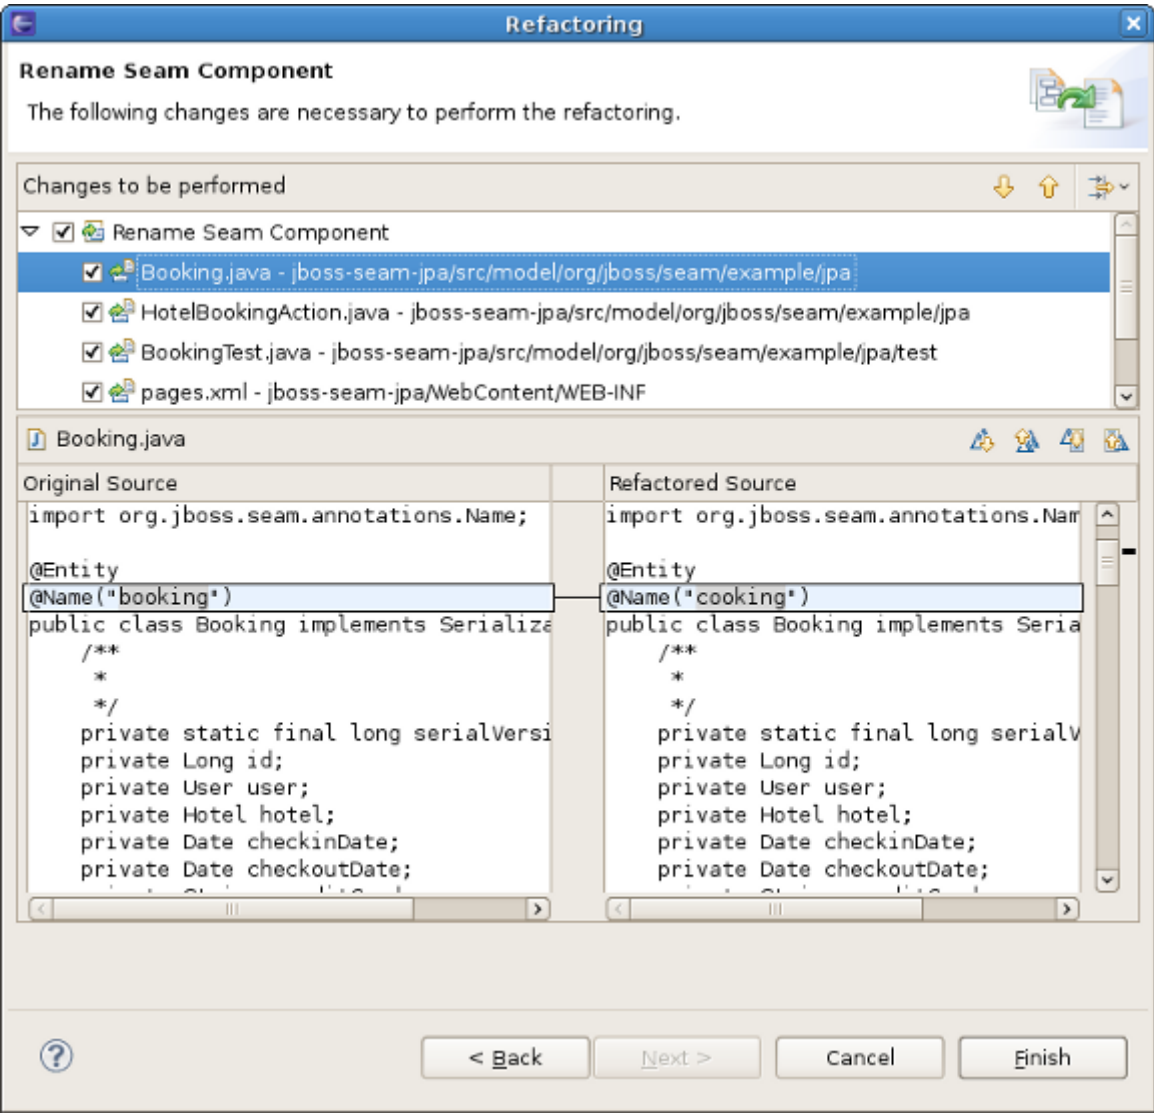 Refactoring
Rename Seam Component
The following changes are necessary to perform the refactoring.
Changes to be performed
Rename Seam Component
Booking.java - jboss-seam-jpa/src/model/org/jboss/seam/example/jpa
HotelBookingAction.java - jboss-seam-jpa/src/model/org/jboss/seam/example/jpa
BookingTest.java - jboss-seam-jpa/src/model/org/jboss/seam/example/jpa/test
pages.xml - jboss-seam-jpa/WebContent/WEB-INF
Booking.java
Original Source
import org.jboss.seam.annotations.Name;
@Entity
@Name("booking")
public class Booking implements Serializa
/**
*
*/
private static final long serialVersi
private Long id;
private User user;
private Hotel hotel;
private Date checkinDate;
private Date checkoutDate;
Refactored Source
import org.jboss.seam.annotations.Nam
@Entity
@Name("cooking")
public class Booking implements Seria
/**
*
*/
private static final long serialV
private Long id;
private User user;
private Hotel hotel;
private Date checkinDate;
private Date checkoutDate;
< Back
Next >
Cancel
Finish